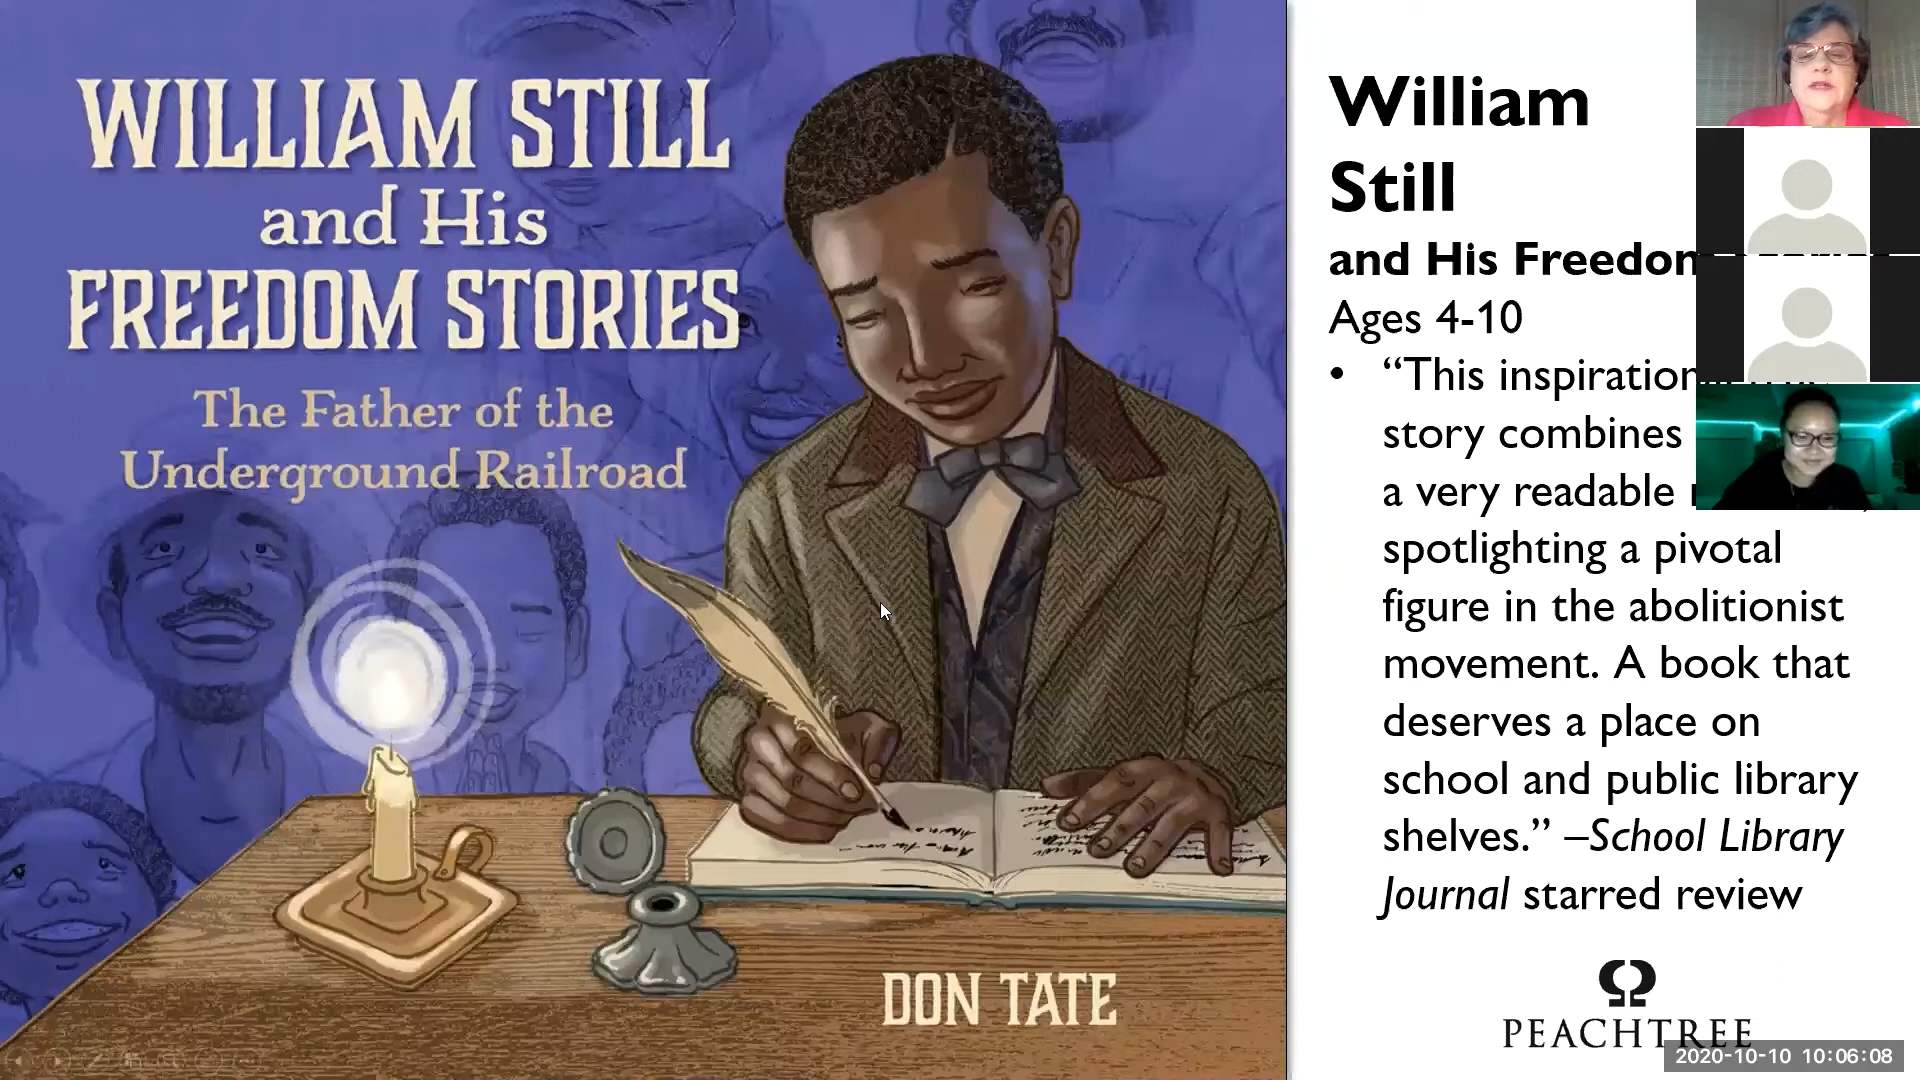 WILLIAM STILL
and His
FREEDOM STORIES
The Father of the
Underground Railroad
DON TATE
William
Still
and His Freedom
Ages 4-10
• “This
story combines
a very readable
spotlighting a pivotal
figure in the abolitionist
movement. A book that
deserves a place on
school and public library
shelves.” –School Library
Journal starred review
PEACHTREE
2020-10-10 10:06:08